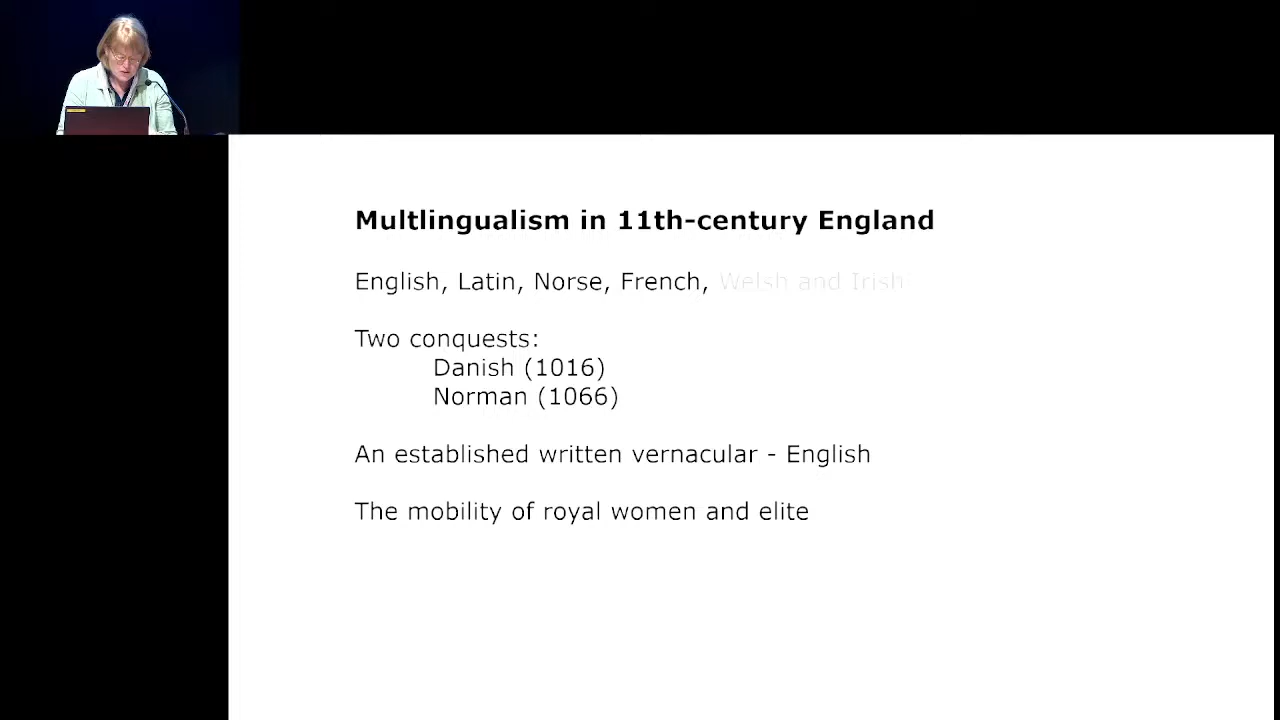 Multlingualism in 11th-century England
English, Latin, Norse, French, Welsh and Irish
Two conquests:
Danish (1016)
Norman (1066)
An established written vernacular - English
The mobility of royal women and elite